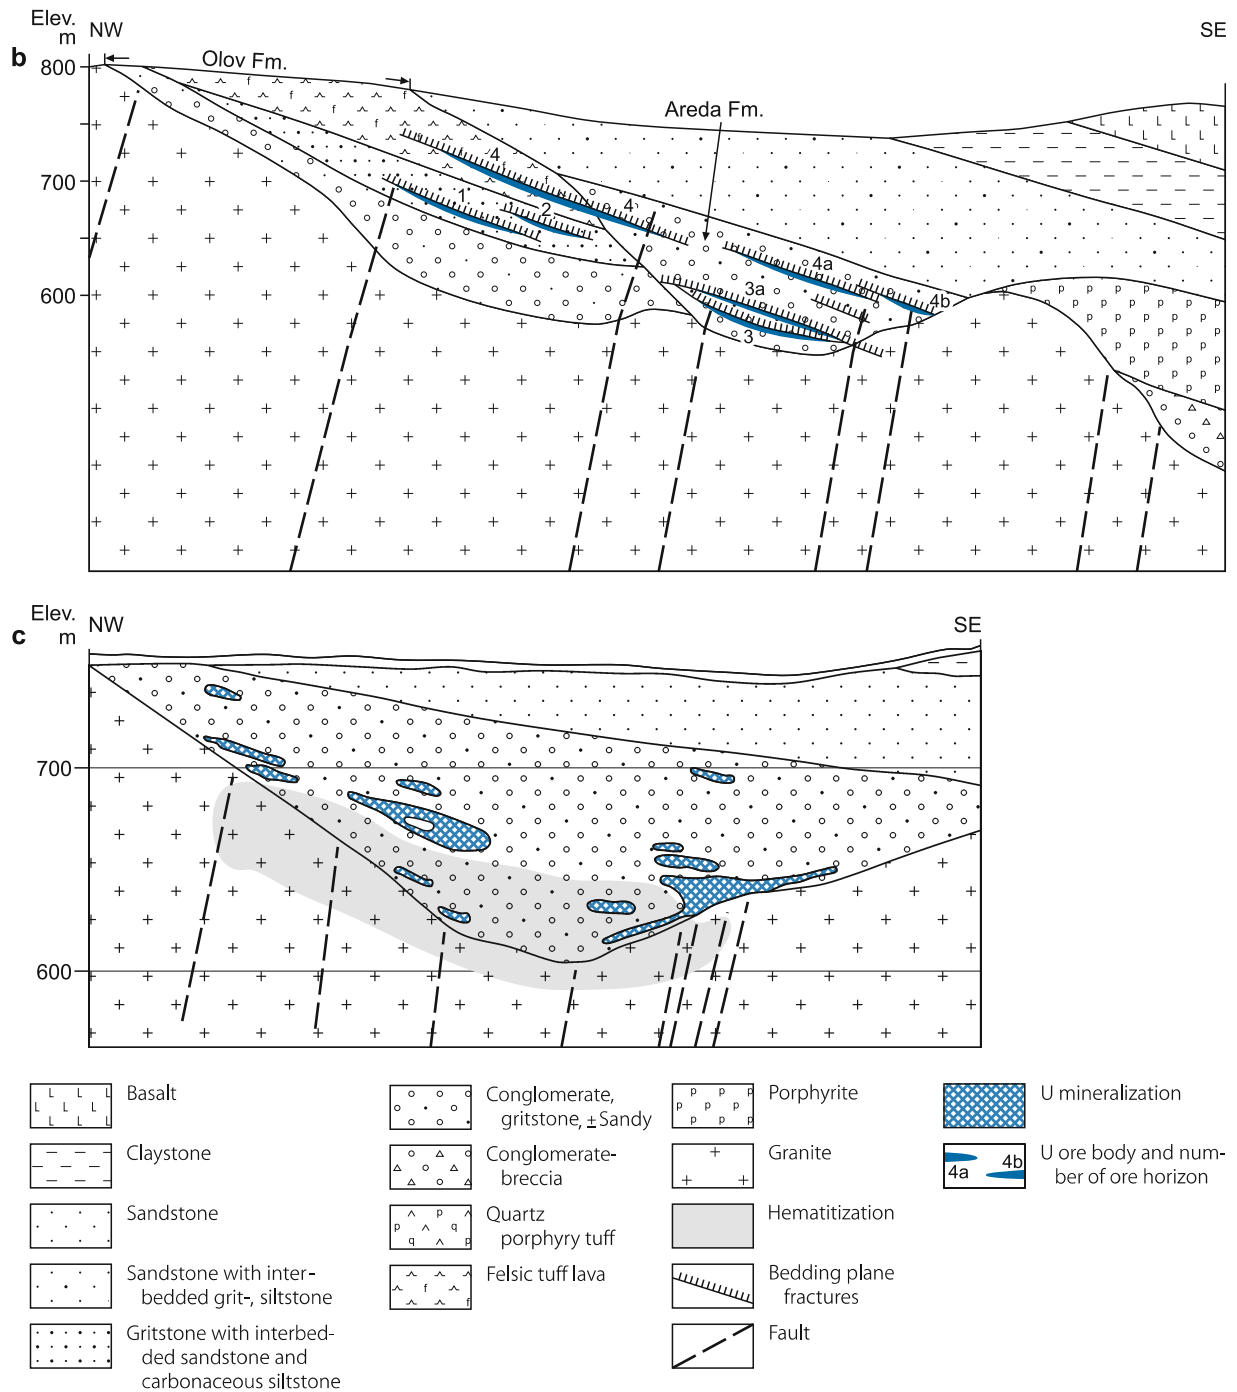 Elev.
m
NW
SE
b
800
Olov Fm.
Areda Fm.
4
700
1
2
4
4a
3a
600
4b
3
Elev.
m
NW
SE
c
700
600
Basalt
Claystone
Sandstone
Sandstone with inter-
bedded grit-, siltstone
Gritstone with interbed-
ded sandstone and
carbonaceous siltstone
Conglomerate,
gritstone, ± Sandy
Conglomerate-
breccia
Quartz
porphyry tuff
Felsic tuff lava
Porphyrite
Granite
Hematitization
Bedding plane
fractures
Fault
U mineralization
4a
4b
U ore body and num-
ber of ore horizon